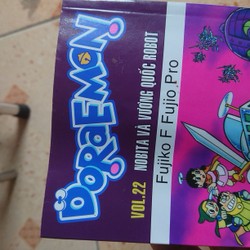 DORAEMON
VOL.22 NOBITA VÀ VƯƠNG QUỐC ROBOT
Fujiko F Fujio Pro